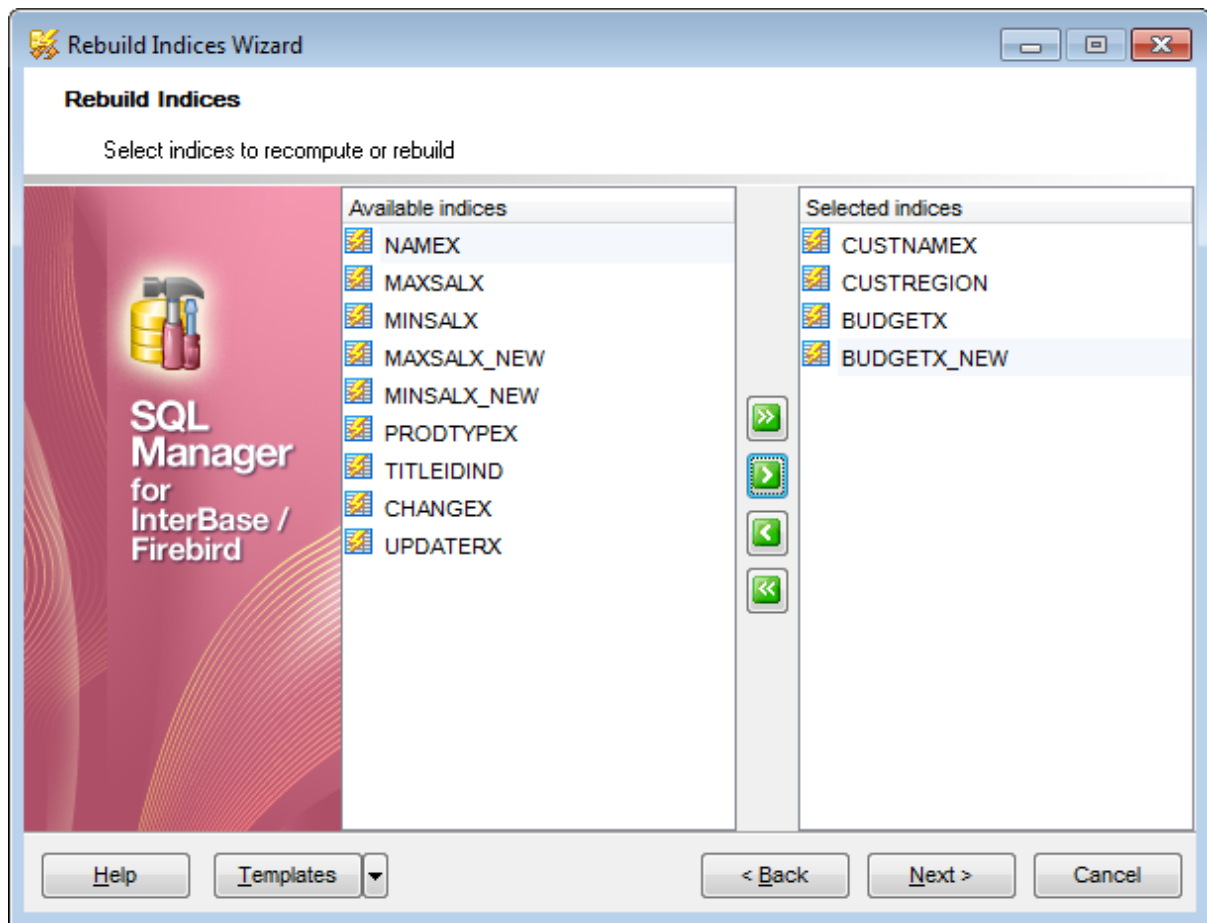 Rebuild Indices Wizard
Rebuild Indices
Select indices to recompute or rebuild
SQL
Manager
for
InterBase /
Firebird
Available indices
NAMEX
MAXSALX
MINSALX
MAXSALX_NEW
MINSALX_NEW
PRODTYPEX
TITLEIDIND
CHANGEX
UPDATERX
Selected indices
CUSTNAMEX
CUSTREGION
BUDGETX
BUDGETX_NEW
Help
Templates
< Back
Next >
Cancel